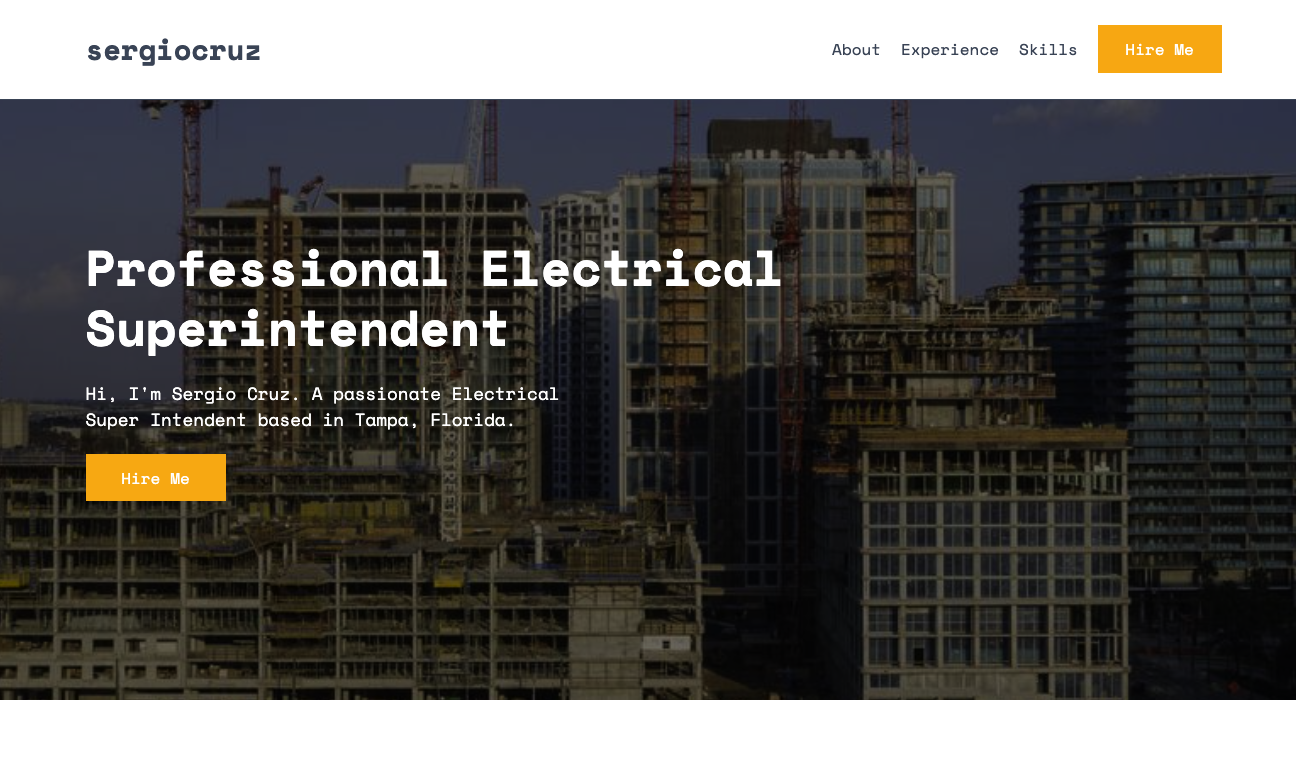 sergiocruz
About Experience Skills Hire Me
Professional Electrical
Superintendent
Hi, I'm Sergio Cruz. A passionate Electrical
Super Intendent based in Tampa, Florida.
Hire Me